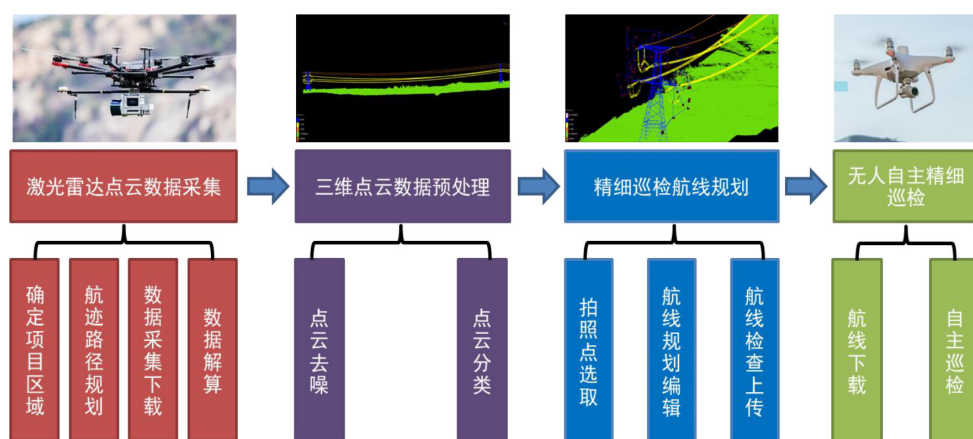 激光雷达点云数据采集
三维点云数据预处理
精细巡检航线规划
无人自主精细
巡检
确定项目区域
航迹路径规划
数据采集下载
数据解算
点云去噪
点云分类
拍照点选取
航线规划编辑
航线检查上传
航线下载
自主巡检